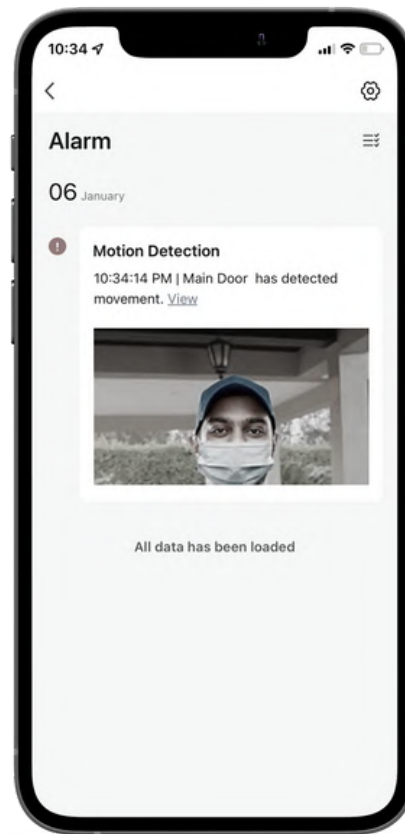 10:34
Alarm
06 January
Motion Detection
10:34:14 PM | Main Door has detected
movement. View
All data has been loaded